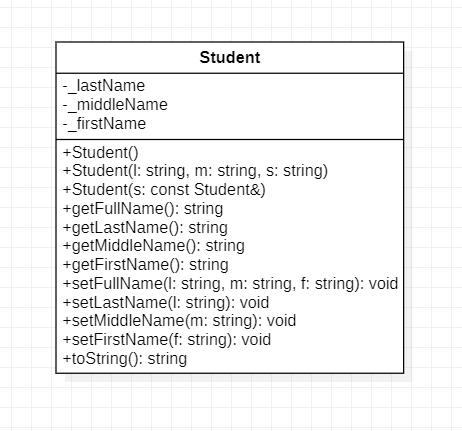 Student
-_lastName
-_middleName
-_firstName
+Student()
+Student(l: string, m: string, s: string)
+Student(s: const Student&)
+getFullName(): string
+getLastName(): string
+getMiddleName(): string
+getFirstName(): string
+setFullName(l: string, m: string, f: string): void
+setLastName(l: string): void
+setMiddleName(m: string): void
+setFirstName(f: string): void
+toString(): string